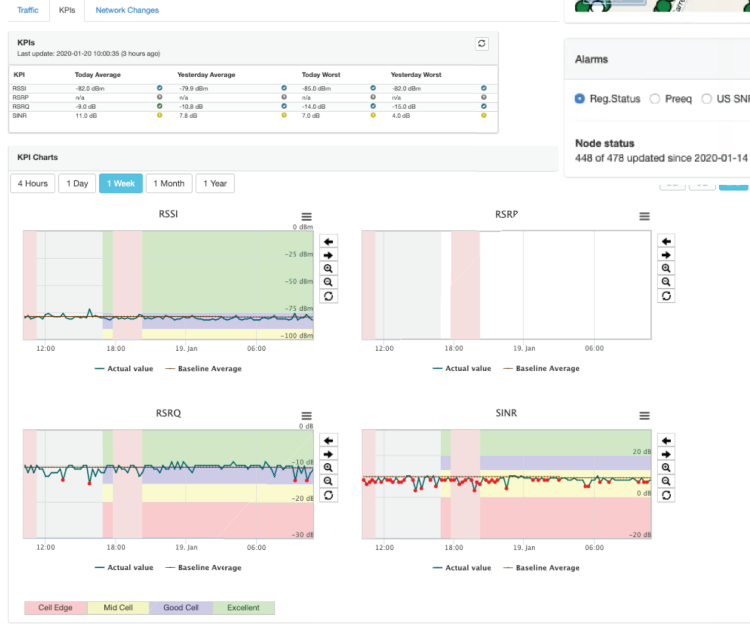 Traffic KPIs Network Changes
KPIs
Last update: 2020-01-20 10:00:35 (3 hours ago)
KPI Today Average Yesterday Average Today Worst Yesterday Worst
RSSI -82.0 dBm -79.9 dBm -85.0 dBm -82.0 dBm
RSRP n/a n/a n/a n/a
RSRQ -9.0 dB -10.8 dB -14.0 dB -15.0 dB
SINR 11.0 dB 7.8 dB 7.0 dB 4.0 dB
Alarms
Reg.Status Preeq US SNR
Node status
448 of 478 updated since 2020-01-14
KPI Charts
4 Hours 1 Day 1 Week 1 Month 1 Year
RSSI
0 dBm
-25 dBm
-50 dBm
-75 dBm
-100 dBm
12:00 18:00 19. Jan 06:00
Actual value Baseline Average
RSRP
12:00 18:00 19. Jan 06:00
Actual value Baseline Average
RSRQ
0 dB
-10 dB
-20 dB
-30 dB
12:00 18:00 19. Jan 06:00
Actual value Baseline Average
SINR
20 dB
0 dB
-20 dB
12:00 18:00 19. Jan 06:00
Actual value Baseline Average
Cell Edge Mid Cell Good Cell Excellent